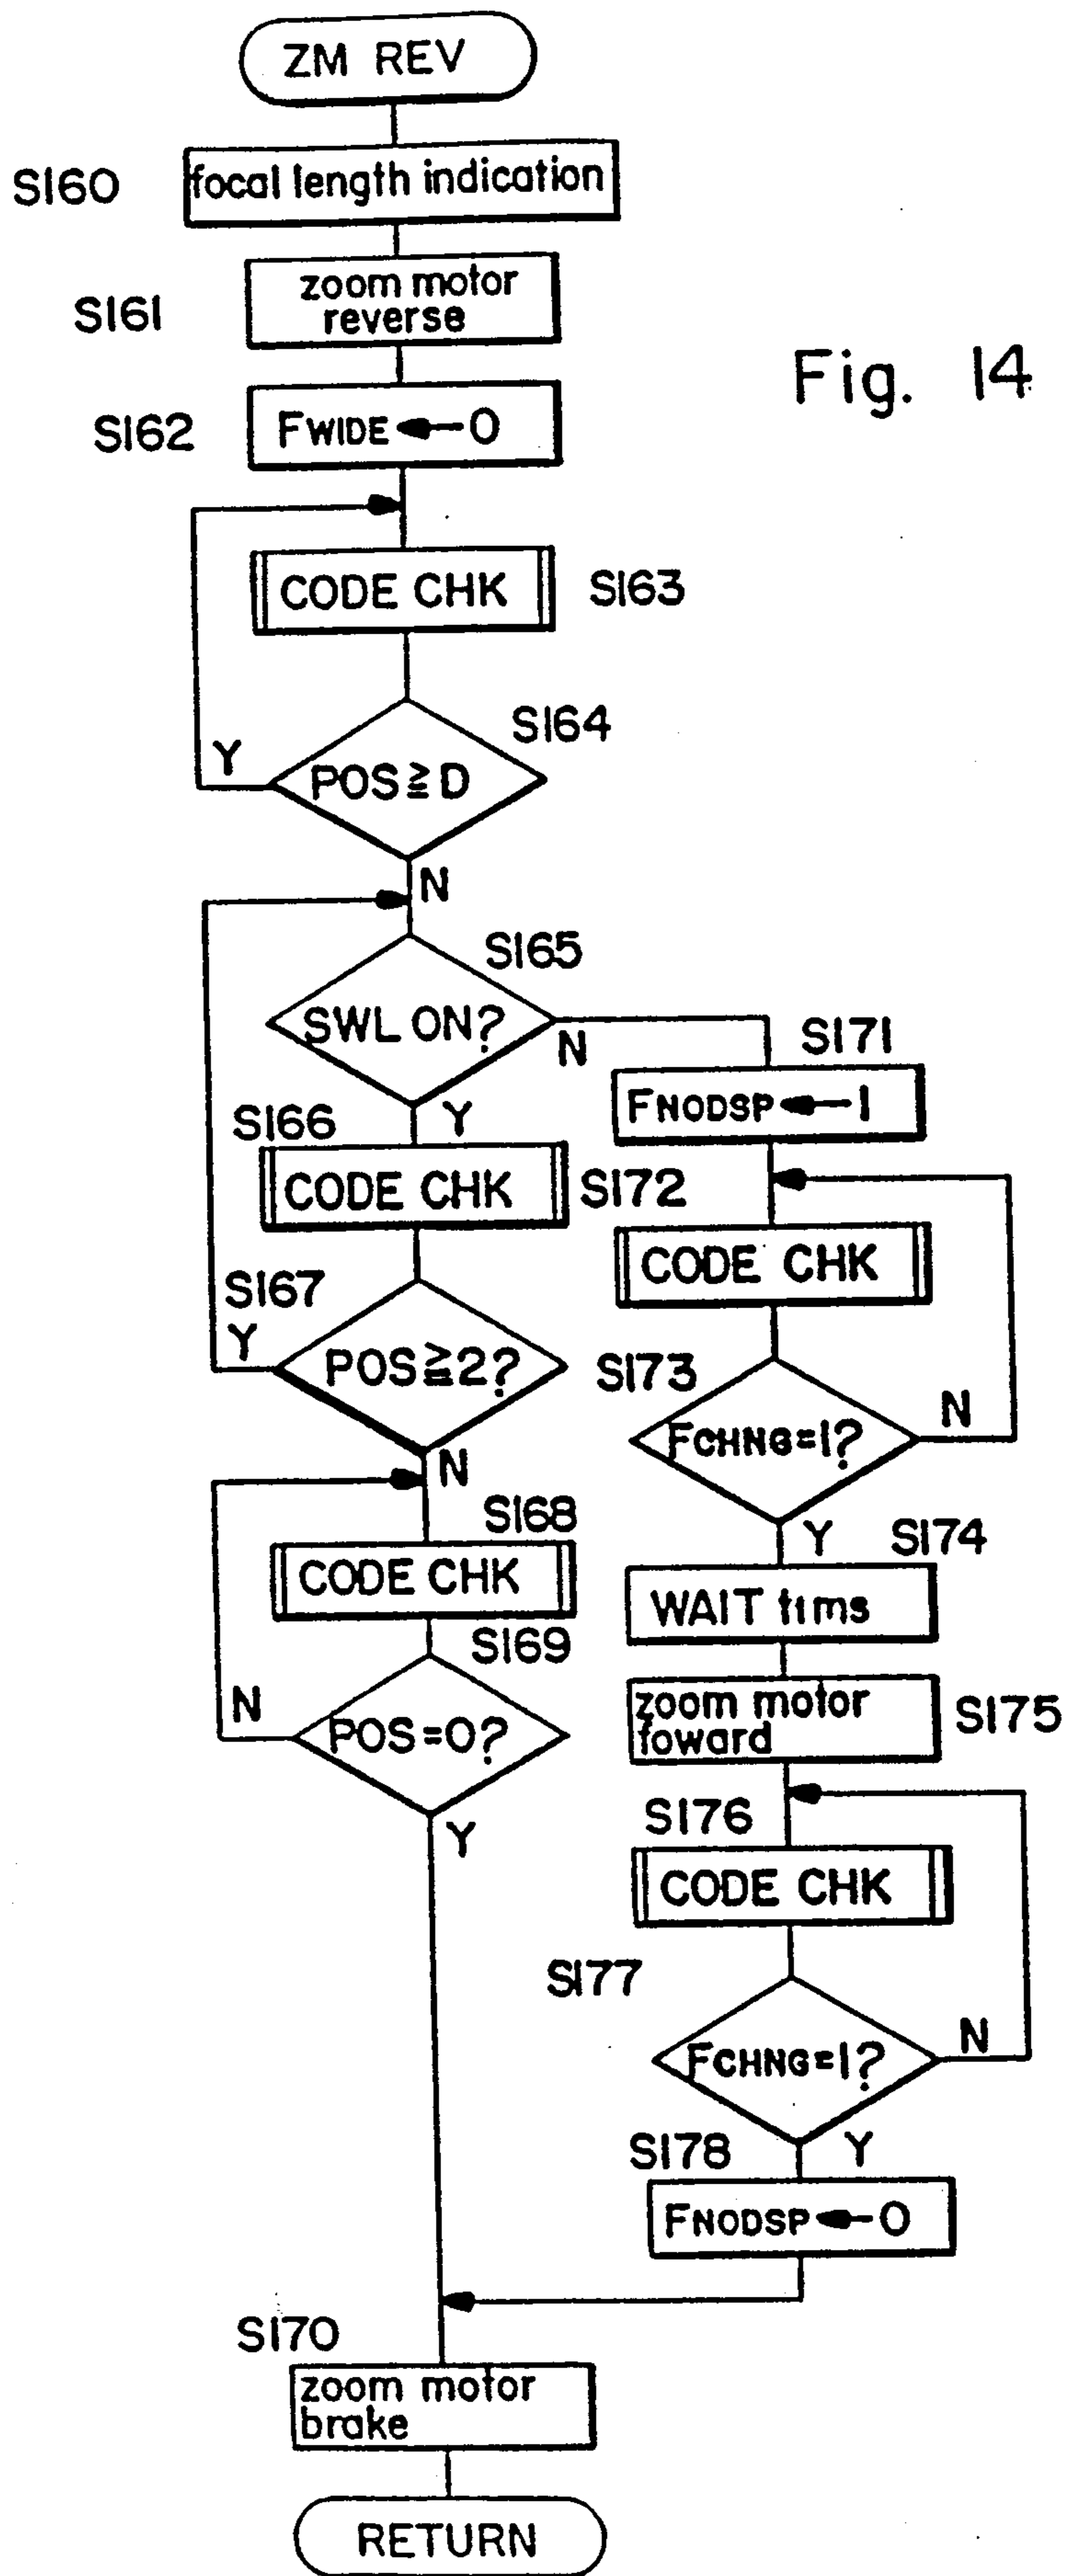 ZM REV
S160
focal length indication
S161
zoom motor
reverse
Fig. 14
S162
FWIDE ← 0
CODE CHK
S163
S164
Y
POS ≧ D
N
S165
SWL ON?
N
S171
FNODSP ← 1
Y
S166
CODE CHK
S172
CODE CHK
S167
Y
POS ≧ 2?
S173
FCHNG=1?
N
N
S168
CODE CHK
Y
S174
WAIT t1ms
S169
N
POS=0?
zoom motor
foward
S175
Y
S176
CODE CHK
S177
FCHNG=1?
N
S178
Y
FNODSP ← 0
S170
zoom motor
brake
RETURN